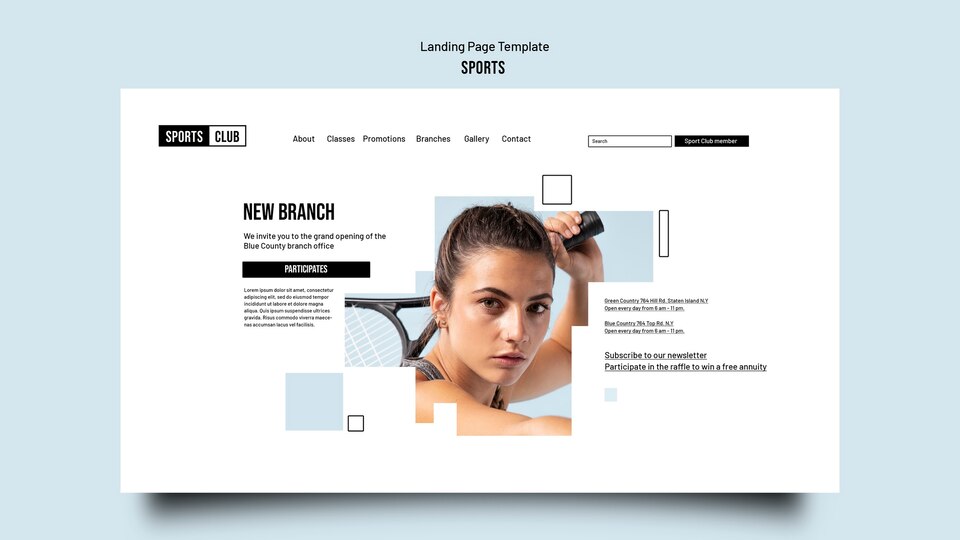 Landing Page Template
SPORTS
SPORTS CLUB
About Classes Promotions Branches Gallery Contact
Search
Sport Club member
NEW BRANCH
We invite you to the grand opening of the
Blue County branch office
PARTICIPATES
Lorem ipsum dolor sit amet, consectetur
adipiscing elit, sed do eiusmod tempor
incididunt ut labore et dolore magna
aliqua. Quis ipsum suspendisse ultrices
gravida. Risus commodo viverra maece-
nas accumsan lacus vel facilisis.
Green Country 764 Hill Rd. Staten Island N.Y
Open every day from 6 am - 11 pm.
Blue Country 764 Top Rd. N.Y
Open every day from 6 am - 11 pm.
Subscribe to our newsletter
Participate in the raffle to win a free annuity